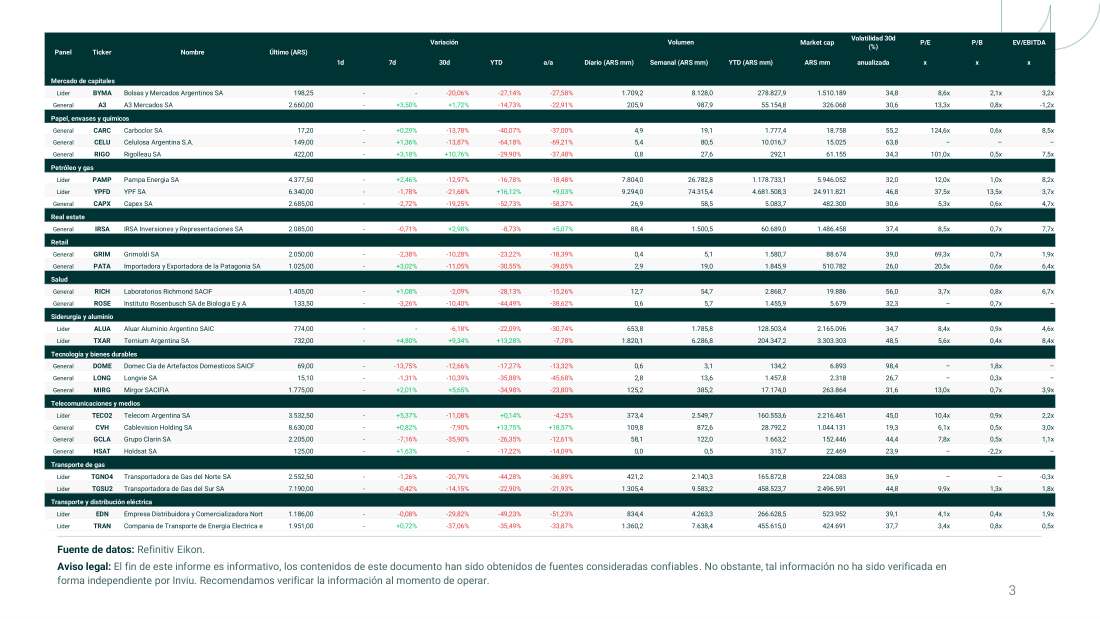 Panel Ticker Nombre Último (ARS) Variación Volumen Market cap Volatilidad 30d (%) P/E P/B EV/EBITDA
1d 7d 30d YTD a/a Diario (ARS mm) Semanal (ARS mm) YTD (ARS mm) ARS mm anualizada x x x
Mercado de capitales
Lider BYMA Bolsas y Mercados Argentinos SA 198,25 - - -20,06% -27,14% -27,58% 1.709,2 8.128,0 278.827,9 1.510.189 34,8 8,6x 2,1x 3,2x
General A3 A3 Mercados SA 2.660,00 - +3,50% +1,72% -14,73% -22,91% 205,9 987,9 55.154,8 326.068 30,6 13,3x 0,8x -1,2x
Papel, envases y químicos
General CARC Carboclor SA 17,20 - +0,29% -13,78% -40,07% -37,00% 4,9 19,1 1.777,4 18.758 55,2 124,6x 0,6x 8,5x
General CELU Celulosa Argentina S.A. 149,00 - +1,36% -13,87% -64,18% -69,21% 5,4 80,5 10.016,7 15.025 63,8 – –
General RIGO Rigolleau SA 422,00 - +3,18% +10,76% -29,90% -37,48% 0,8 27,6 292,1 61.155 34,3 101,0x 0,5x 7,5x
Petróleo y gas
Lider PAMP Pampa Energia SA 4.377,50 - +2,46% -12,97% -16,78% -18,48% 7.804,0 26.782,8 1.178.733,1 5.946.052 32,0 12,0x 1,0x 8,2x
Lider YPFD YPF SA 6.340,00 - -1,78% -21,68% +16,12% +9,03% 9.294,0 74.315,4 4.681.508,3 24.911.821 46,8 37,5x 13,5x 3,7x
General CAPX Capex SA 2.685,00 - -2,72% -19,25% -52,73% -58,37% 26,9 58,5 5.083,7 482.300 30,6 5,3x 0,6x 4,7x
Real estate
General IRSA IRSA Inversiones y Representaciones SA 2.085,00 - -0,71% +2,98% -8,73% +5,07% 88,4 1.500,5 60.689,0 1.486.458 37,4 8,5x 0,7x 7,7x
Retail
General GRIM Grimoldi SA 2.050,00 - -2,38% -10,28% -23,22% -18,39% 0,4 5,1 1.580,7 88.674 39,0 69,3x 0,7x 1,9x
General PATA Importadora y Exportadora de la Patagonia SA 1.025,00 - +3,02% -11,05% -30,55% -39,05% 2,9 19,0 1.845,9 510.782 26,0 20,5x 0,6x 6,4x
Salud
General RICH Laboratorios Richmond SACIF 1.405,00 - +1,08% -2,09% -28,13% -15,26% 12,7 54,7 2.868,7 19.886 56,0 3,7x 0,8x 6,7x
General ROSE Instituto Rosenbusch SA de Biologia E y A 133,50 - -3,26% -10,40% -44,49% -38,62% 0,6 5,7 1.455,9 5.679 32,3 – 0,7x –
Siderurgia y aluminio
Lider ALUA Aluar Aluminio Argentino SAIC 774,00 - - -6,18% -22,09% -30,74% 653,8 1.785,8 128.503,4 2.165.096 34,7 8,4x 0,9x 4,6x
Lider TXAR Ternium Argentina SA 732,00 - +4,80% +9,34% +13,28% -7,78% 1.820,1 6.286,8 204.347,2 3.303.303 48,5 5,6x 0,4x 8,4x
Tecnología y bienes durables
General DOME Domec Cia de Artefactos Domesticos SAICF 69,00 - -13,75% -12,66% -17,27% -13,32% 0,6 3,1 134,2 6.893 98,4 – 1,8x –
General LONG Longvie SA 15,10 - -1,31% -10,39% -35,89% -45,68% 2,8 13,6 1.457,8 2.318 26,7 – 0,3x –
General MIRG Mirgor SACIFIA 1.775,00 - +2,01% +5,65% -34,98% -23,80% 125,2 385,2 17.174,0 263.864 31,6 13,0x 0,7x 3,9x
Telecomunicaciones y medios
Lider TECO2 Telecom Argentina SA 3.532,50 - +5,37% -11,08% +0,14% -4,25% 373,4 2.549,7 160.553,6 2.216.461 45,0 10,4x 0,9x 2,2x
General CVH Cablevision Holding SA 8.630,00 - +0,82% -7,90% +13,75% +18,57% 109,8 872,6 28.792,2 1.044.131 19,3 6,1x 0,5x 3,0x
General GCLA Grupo Clarin SA 2.205,00 - -7,16% -35,90% -26,35% -12,61% 58,1 122,0 1.663,2 152.446 44,4 7,8x 0,5x 1,1x
General HSAT Holdsat SA 125,00 - +1,63% - -17,22% -14,09% 0,0 0,5 315,7 22.469 23,9 – -2,2x –
Transporte de gas
Lider TGNO4 Transportadora de Gas del Norte SA 2.552,50 - -1,26% -20,79% -44,28% -36,89% 421,2 2.140,3 165.872,8 224.083 36,9 – – -0,3x
Lider TGSU2 Transportadora de Gas del Sur SA 7.190,00 - -0,42% -14,15% -22,90% -21,93% 1.305,4 9.583,2 458.523,7 2.496.591 44,8 9,9x 1,3x 1,8x
Transporte y distribución eléctrica
Lider EDN Empresa Distribuidora y Comercializadora Nort 1.186,00 - -0,08% -29,82% -49,23% -51,23% 834,4 4.263,3 266.628,5 523.952 39,1 4,1x 0,4x 1,9x
Lider TRAN Compania de Transporte de Energia Electrica e 1.951,00 - +0,72% -37,06% -35,49% -33,87% 1.360,2 7.638,4 455.615,0 424.691 37,7 3,4x 0,8x 0,5x
Fuente de datos: Refinitiv Eikon.
Aviso legal: El fin de este informe es informativo, los contenidos de este documento han sido obtenidos de fuentes consideradas confiables. No obstante, tal información no ha sido verificada en
forma independiente por Inviu. Recomendamos verificar la información al momento de operar.
3